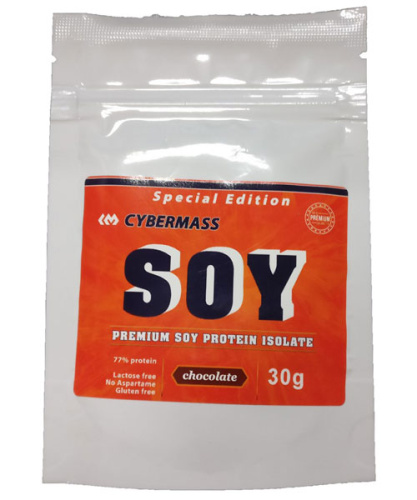 Special Edition
CYBERMASS
PREMIUM
SOY
PREMIUM SOY PROTEIN ISOLATE
77% protein
Lactose free
No Aspartame
Gluten free
chocolate
30g